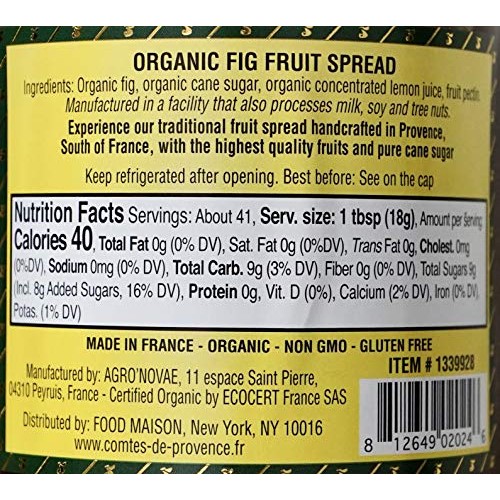 ORGANIC FIG FRUIT SPREAD
Ingredients: Organic fig, organic cane sugar, organic concentrated lemon juice, fruit pectin.
Manufactured in a facility that also processes milk, soy and tree nuts.
Experience our traditional fruit spread handcrafted in Provence,
South of France, with the highest quality fruits and pure cane sugar
Keep refrigerated after opening. Best before: See on the cap
Nutrition Facts Servings: About 41, Serv. size: 1 tbsp (18g), Amount per serving
Calories 40, Total Fat 0g (0% DV), Sat. Fat 0g (0% DV), Trans Fat 0g, Cholest. 0mg
(0%DV), Sodium 0mg (0% DV), Total Carb. 9g (3% DV), Fiber 0g (0% DV), Total Sugars 9g
(Incl. 8g Added Sugars, 16% DV), Protein 0g, Vit. D (0%), Calcium (2% DV), Iron (0% DV),
Potas. (1% DV)
MADE IN FRANCE - ORGANIC - NON GMO - GLUTEN FREE
ITEM # 1339928
Manufactured by: AGRO'NOVAE, 11 espace Saint Pierre,
04310 Peyruis, France - Certified Organic by ECOCERT France SAS
Distributed by: FOOD MAISON, New York, NY 10016
www.comtes-de-provence.com
8 12649 02024 6